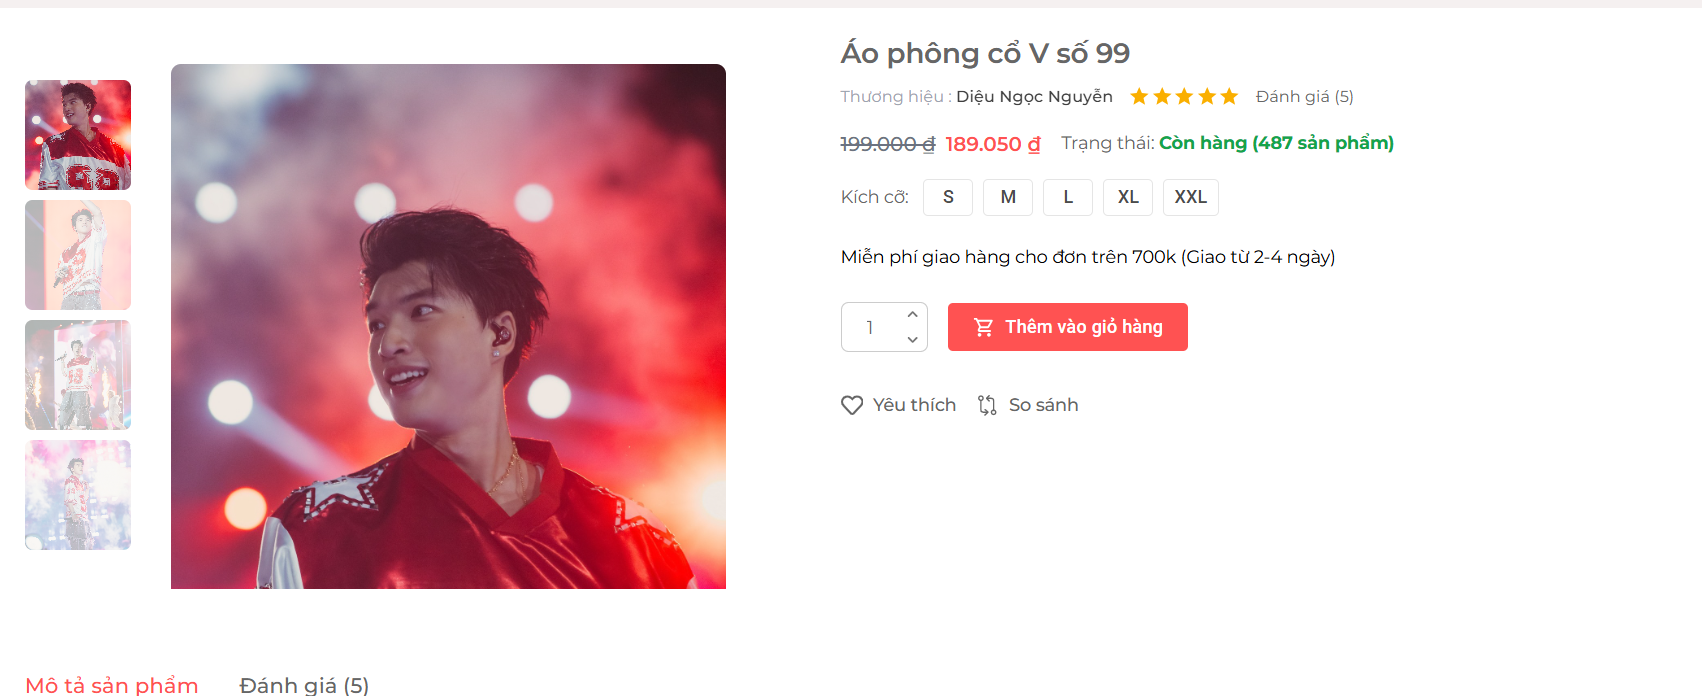 Áo phông cổ V số 99
Thương hiệu : Diệu Ngọc Nguyễn Đánh giá (5)
199.000 ₫ 189.050 ₫ Trạng thái: Còn hàng (487 sản phẩm)
Kích cỡ: S M L XL XXL
Miễn phí giao hàng cho đơn trên 700k (Giao từ 2-4 ngày)
1 Thêm vào giỏ hàng
Yêu thích So sánh
Mô tả sản phẩm Đánh giá (5)